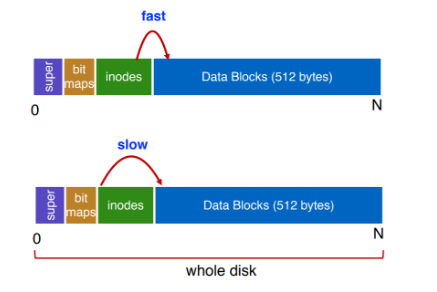 fast
super
bit
maps
inodes
Data Blocks (512 bytes)
0
N
slow
super
bit
maps
inodes
Data Blocks (512 bytes)
0
N
whole disk